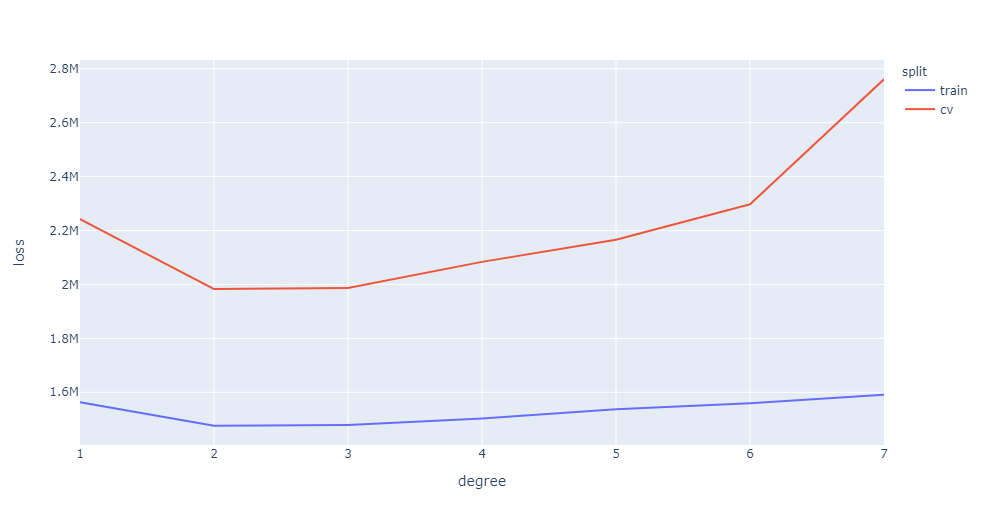 split
train
cv
loss
2.8M
2.6M
2.4M
2.2M
2M
1.8M
1.6M
1 2 3 4 5 6 7
degree